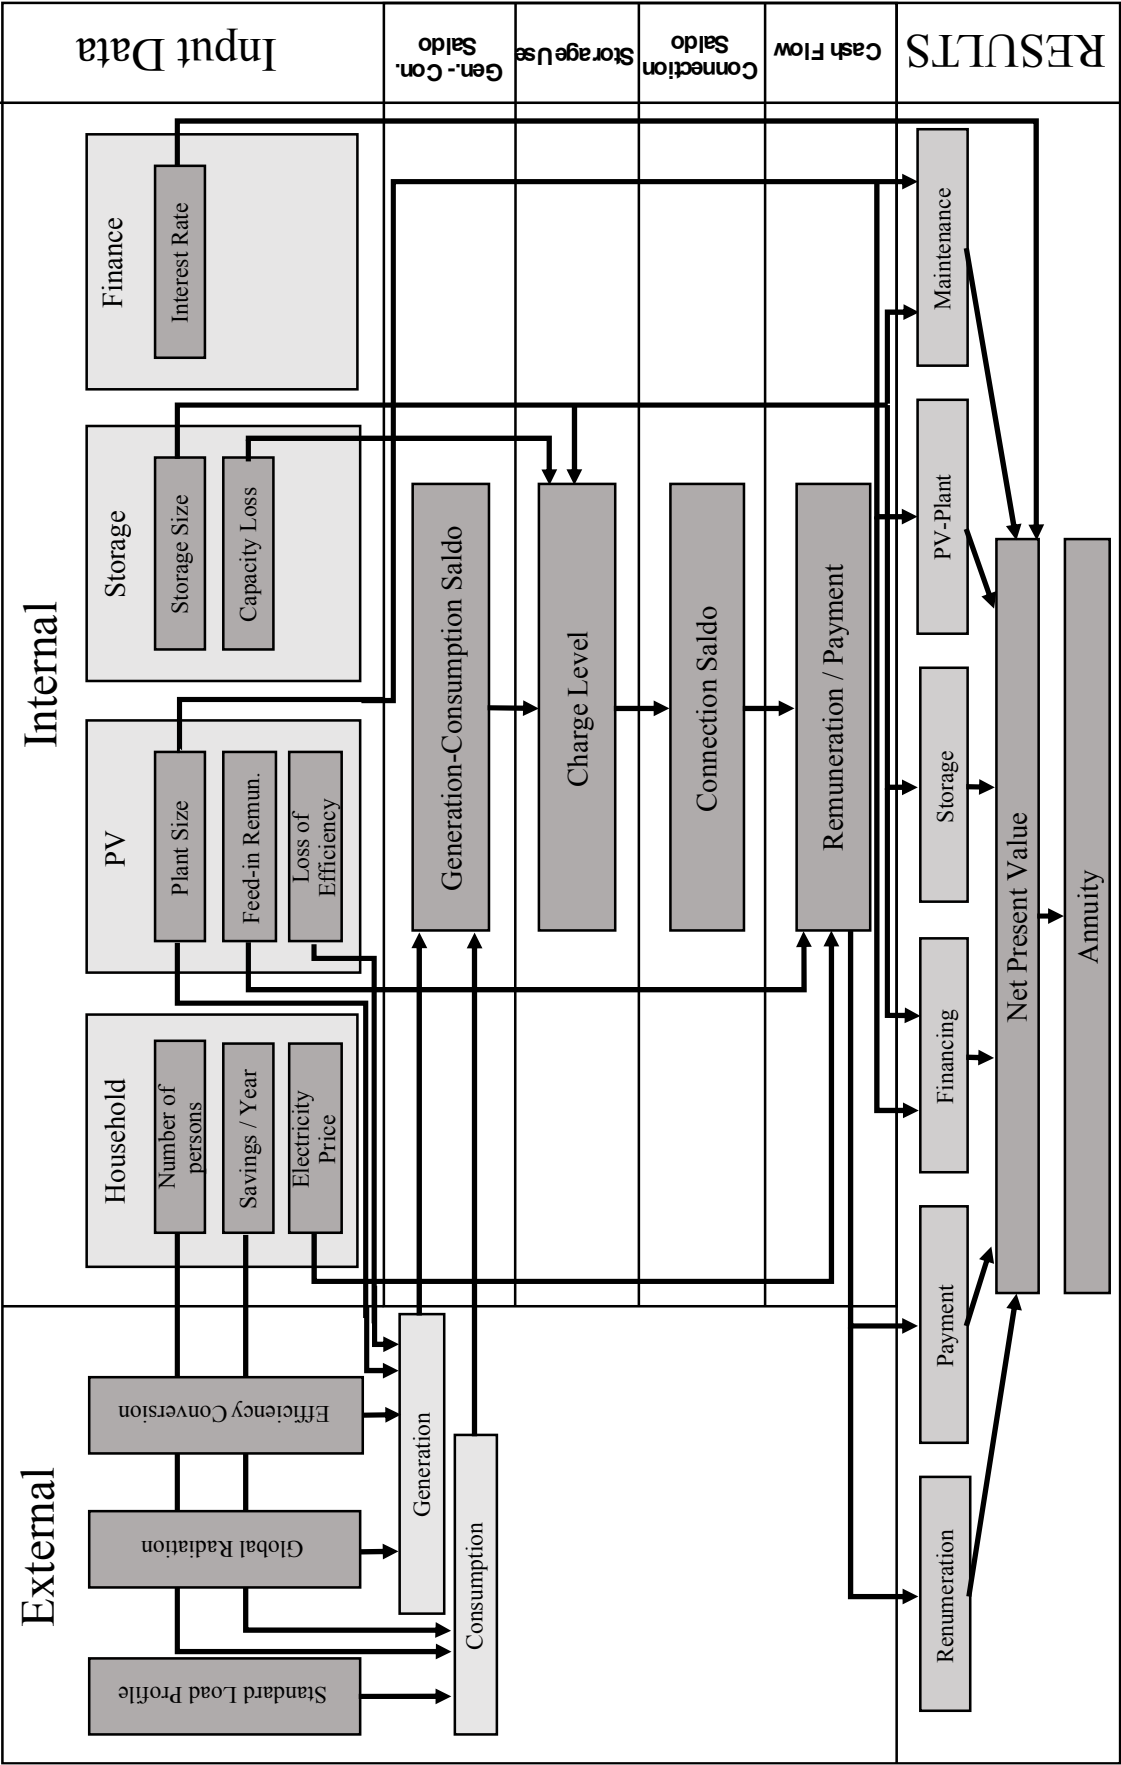 External
Internal
Input Data
Standard Load Profile
Global Radiation
Efficiency Conversion
Household
Number of
persons
Savings / Year
Electricity
Price
PV
Plant Size
Feed-in Remun.
Loss of
Efficiency
Storage
Storage Size
Capacity Loss
Finance
Interest Rate
Gen.- Con.
Saldo
Generation
Consumption
Generation-Consumption Saldo
Storage Use
Charge Level
Connection
Saldo
Connection Saldo
Cash Flow
Remuneration / Payment
RESULTS
Renumeration
Payment
Financing
Storage
PV-Plant
Maintenance
Net Present Value
Annuity